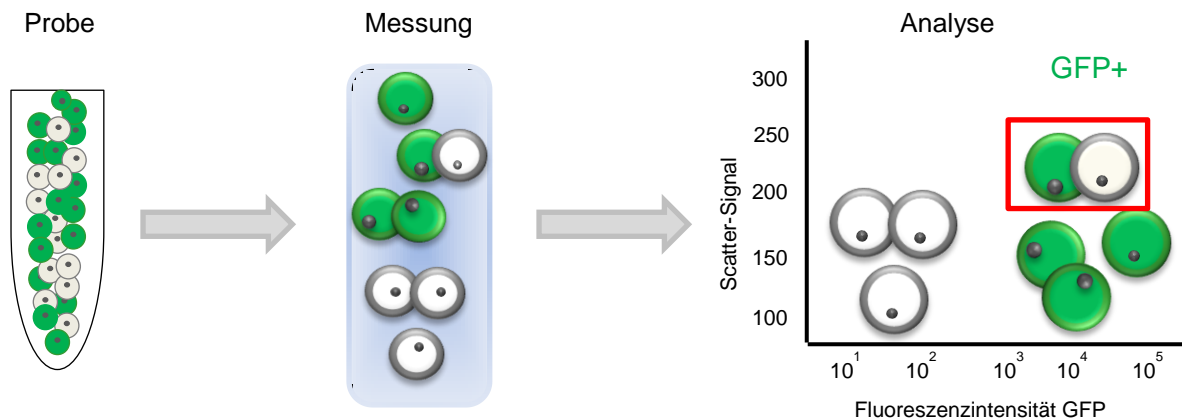 Probe
Messung
Analyse
GFP+
300
250
200
150
100
Scatter-Signal
10¹ 10² 10³ 10⁴ 10⁵
Fluoreszenzintensität GFP